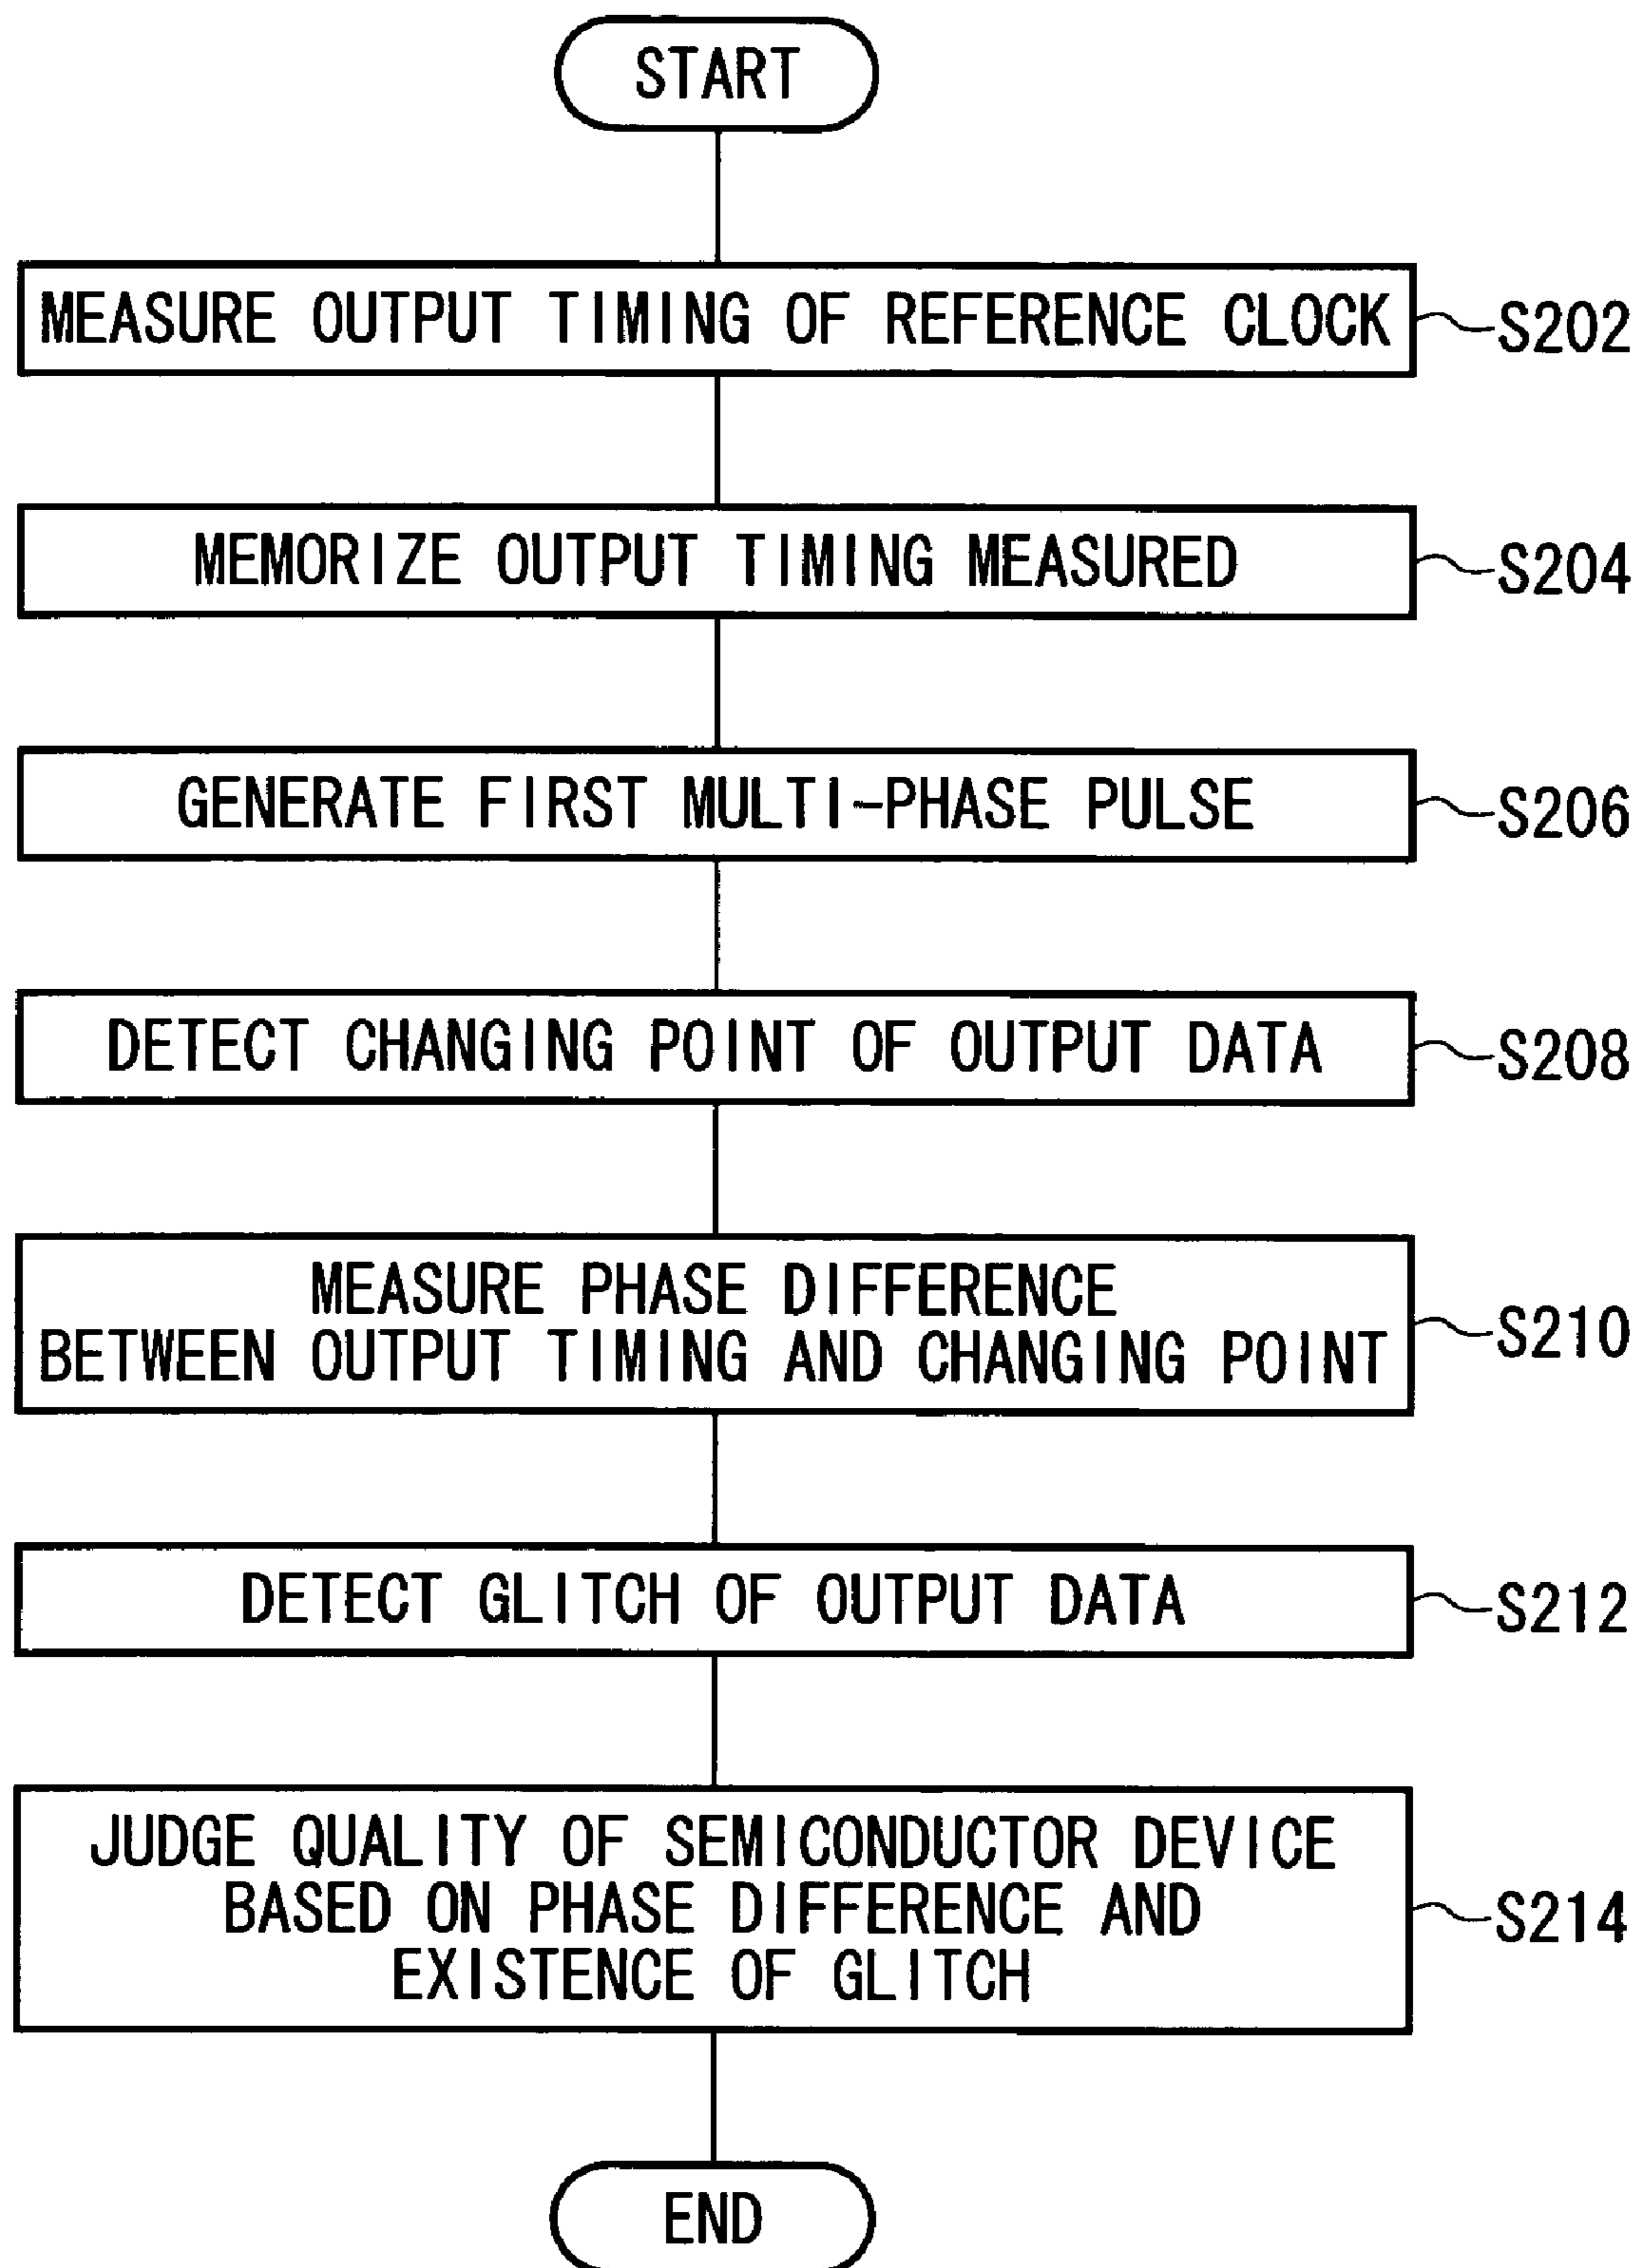 START
MEASURE OUTPUT TIMING OF REFERENCE CLOCK
S202
MEMORIZE OUTPUT TIMING MEASURED
S204
GENERATE FIRST MULTI-PHASE PULSE
S206
DETECT CHANGING POINT OF OUTPUT DATA
S208
MEASURE PHASE DIFFERENCE
BETWEEN OUTPUT TIMING AND CHANGING POINT
S210
DETECT GLITCH OF OUTPUT DATA
S212
JUDGE QUALITY OF SEMICONDUCTOR DEVICE
BASED ON PHASE DIFFERENCE AND
EXISTENCE OF GLITCH
S214
END